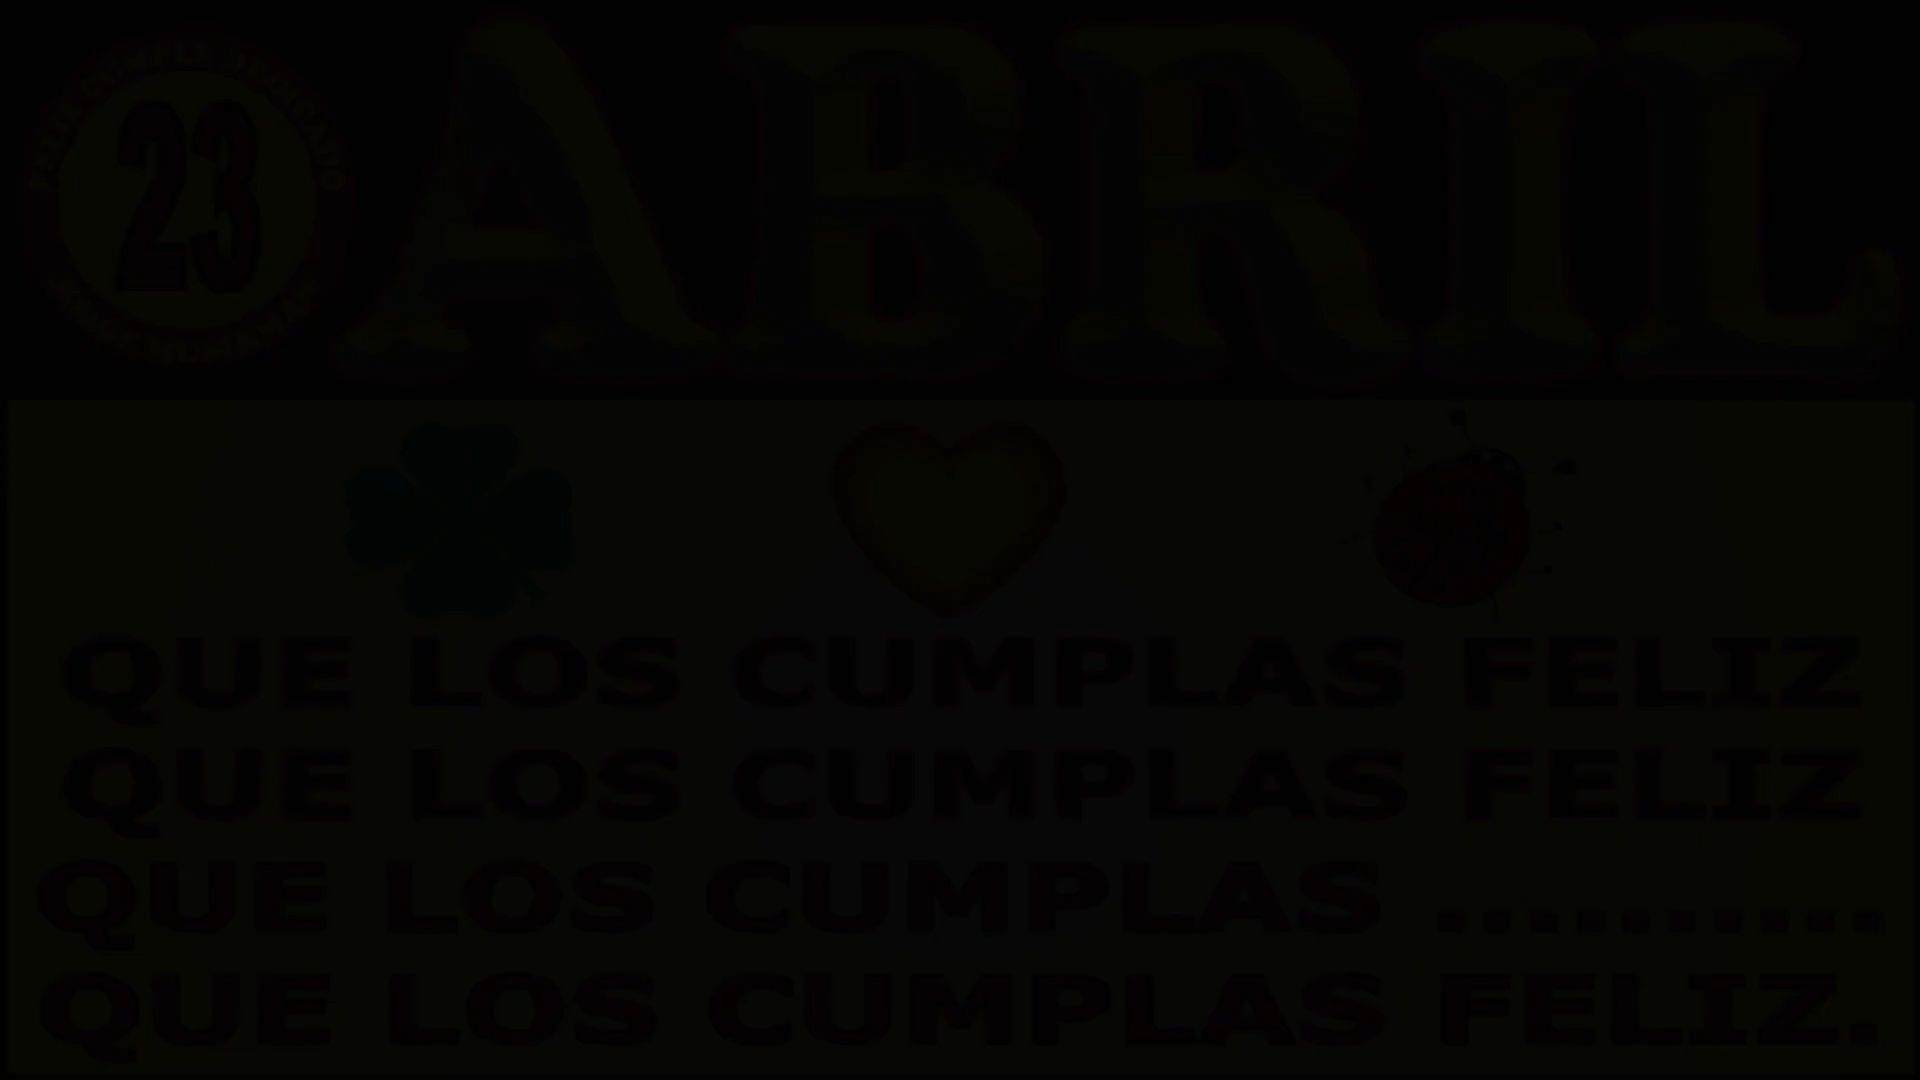 23 ABRIL
QUE LOS CUMPLAS FELIZ
QUE LOS CUMPLAS FELIZ
QUE LOS CUMPLAS ..........
QUE LOS CUMPLAS FELIZ.